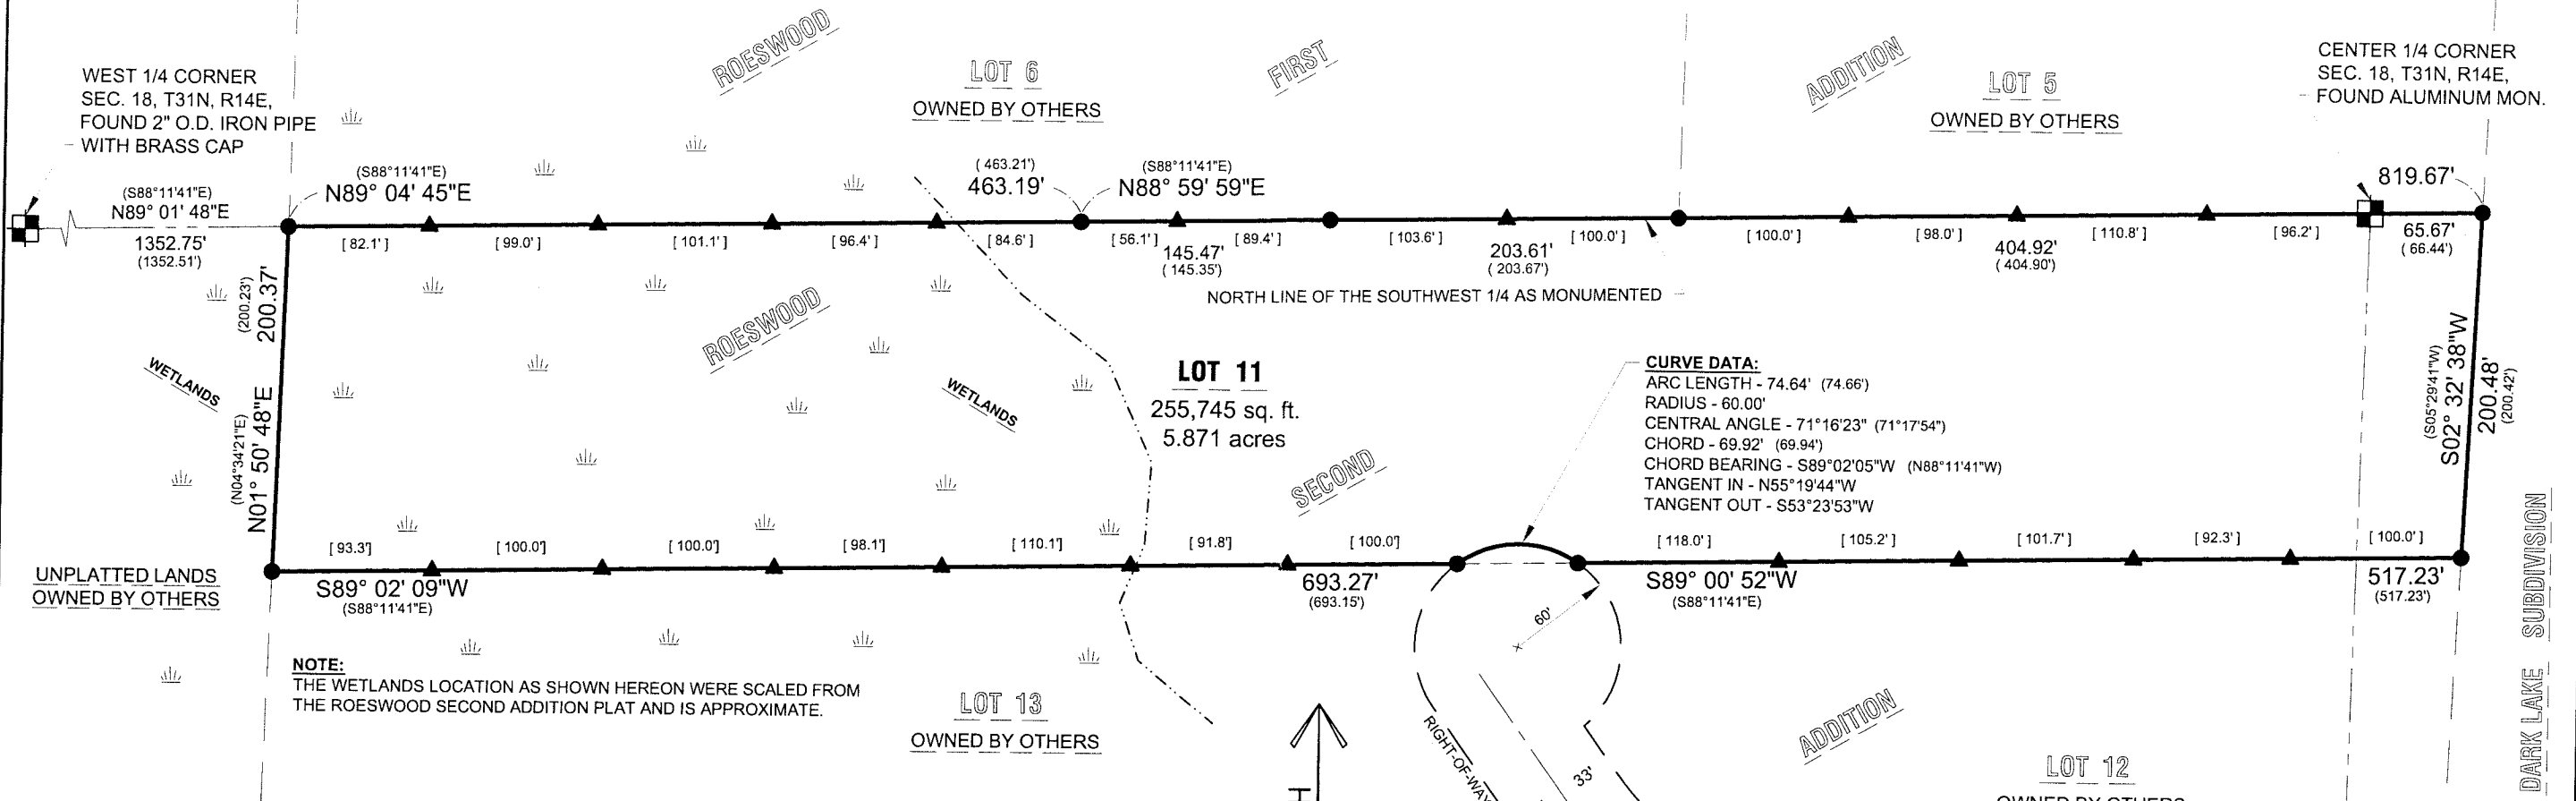 WEST 1/4 CORNER
SEC. 18, T31N, R14E,
FOUND 2" O.D. IRON PIPE
WITH BRASS CAP
ROESWOOD
LOT 6
OWNED BY OTHERS
FIRST
ADDITION
LOT 5
OWNED BY OTHERS
CENTER 1/4 CORNER
SEC. 18, T31N, R14E,
FOUND ALUMINUM MON.
(S88°11'41"E)
N89° 01' 48"E
1352.75'
(1352.51')
(S88°11'41"E)
N89° 04' 45"E
( 463.21')
463.19'
(S88°11'41"E)
N88° 59' 59"E
819.67'
[ 82.1' ]
[ 99.0' ]
[ 101.1' ]
[ 96.4' ]
[ 84.6' ]
[ 56.1' ]
[ 89.4' ]
[ 103.6' ]
[ 100.0' ]
[ 100.0' ]
[ 98.0' ]
[ 110.8' ]
[ 96.2' ]
145.47'
( 145.35')
203.61'
( 203.67')
404.92'
( 404.90')
65.67'
( 66.44')
NORTH LINE OF THE SOUTHWEST 1/4 AS MONUMENTED
(200.23')
200.37'
(N04°34'21"E)
N01° 50' 48"E
WETLANDS
ROESWOOD
WETLANDS
LOT 11
255,745 sq. ft.
5.871 acres
SECOND
CURVE DATA:
ARC LENGTH - 74.64' (74.66')
RADIUS - 60.00'
CENTRAL ANGLE - 71°16'23" (71°17'54")
CHORD - 69.92' (69.94')
CHORD BEARING - S89°02'05"W (N88°11'41"W)
TANGENT IN - N55°19'44"W
TANGENT OUT - S53°23'53"W
(S05°29'41"W)
S02° 32' 38"W
200.48'
(200.42')
[ 93.3']
[ 100.0']
[ 100.0']
[ 98.1' ]
[ 110.1' ]
[ 91.8' ]
[ 100.0' ]
[ 118.0' ]
[ 105.2' ]
[ 101.7' ]
[ 92.3' ]
[ 100.0' ]
UNPLATTED LANDS
OWNED BY OTHERS
S89° 02' 09"W
(S88°11'41"E)
693.27'
(693.15')
S89° 00' 52"W
(S88°11'41"E)
517.23'
(517.23')
60'
NOTE:
THE WETLANDS LOCATION AS SHOWN HEREON WERE SCALED FROM
THE ROESWOOD SECOND ADDITION PLAT AND IS APPROXIMATE.
LOT 13
OWNED BY OTHERS
RIGHT-OF-WAY
33'
ADDITION
LOT 12
OWNED BY OTHERS
DARK LAKE SUBDIVISION
H